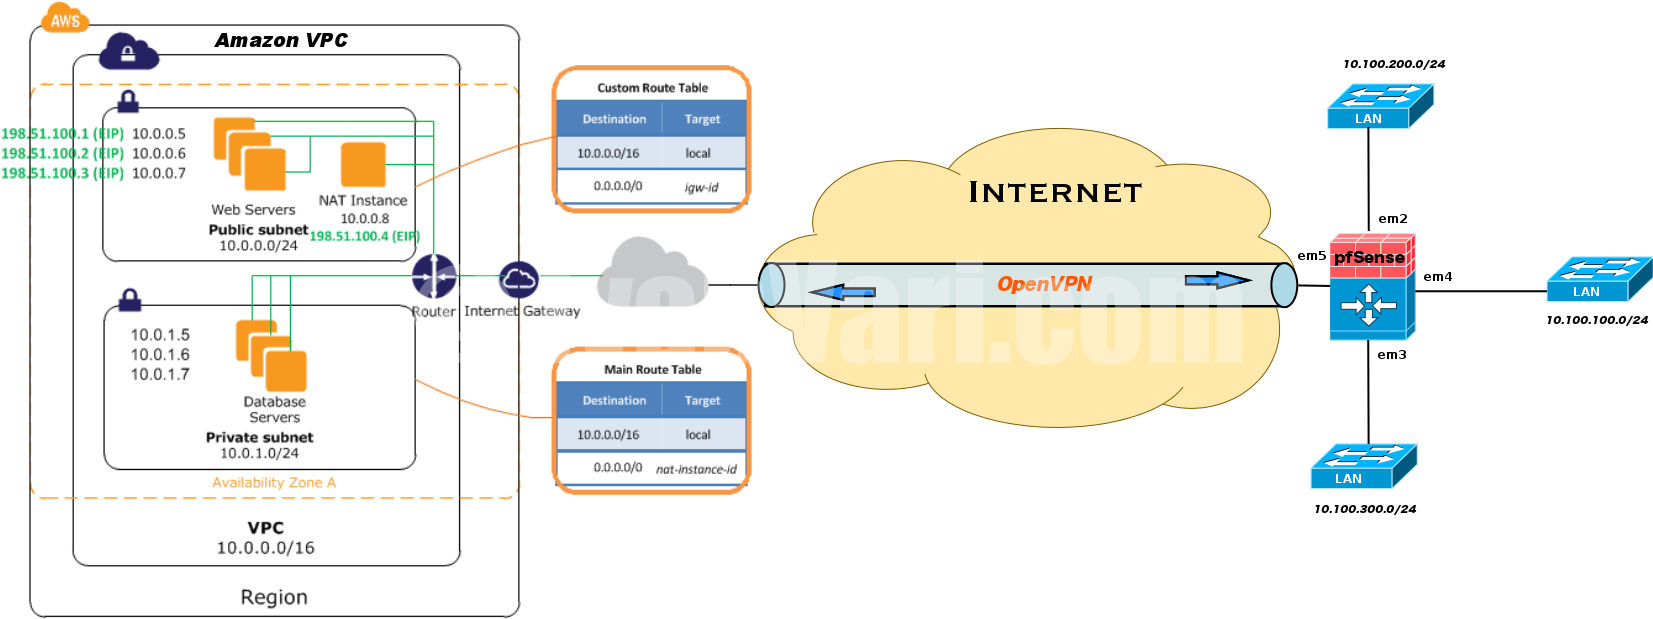 AWS
Amazon VPC
198.51.100.1 (EIP) 10.0.0.5
198.51.100.2 (EIP) 10.0.0.6
198.51.100.3 (EIP) 10.0.0.7
Web Servers
NAT Instance
10.0.0.8
198.51.100.4 (EIP)
Public subnet
10.0.0.0/24
Router
Internet Gateway
10.0.1.5
10.0.1.6
10.0.1.7
Database
Servers
Private subnet
10.0.1.0/24
Availability Zone A
VPC
10.0.0.0/16
Region
Custom Route Table
Destination Target
10.0.0.0/16 local
0.0.0.0/0 igw-id
Main Route Table
Destination Target
10.0.0.0/16 local
0.0.0.0/0 nat-instance-id
INTERNET
OpenVPN
10.100.200.0/24
LAN
em2
em5
pfSense
em4
LAN
10.100.100.0/24
em3
LAN
10.100.300.0/24